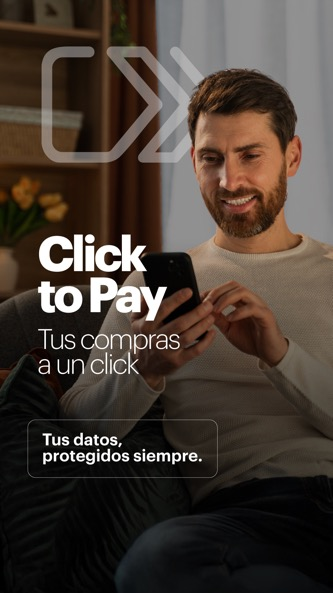 Click
to Pay
Tus compras
a un click
Tus datos,
protegidos siempre.